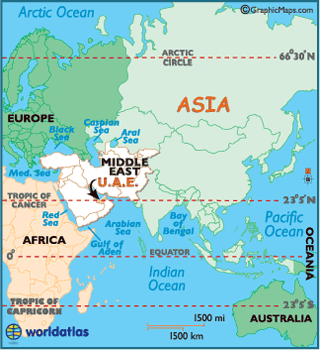 Arctic Ocean
©GraphicMaps.com
ARCTIC
CIRCLE
66°30'N
ASIA
EUROPE
Black
Sea
Caspian
Sea
Aral
Sea
Med. Sea
MIDDLE
EAST
U.A.E.
TROPIC OF
CANCER
23°5'N
Red
Sea
Arabian
Sea
Bay of
Bengal
Pacific
Ocean
AFRICA
Gulf of
Aden
OCEANIA
0°
EQUATOR
Indian
Ocean
TROPIC OF
CAPRICORN
23°5'S
1500 mi
1500 km
AUSTRALIA
worldatlas